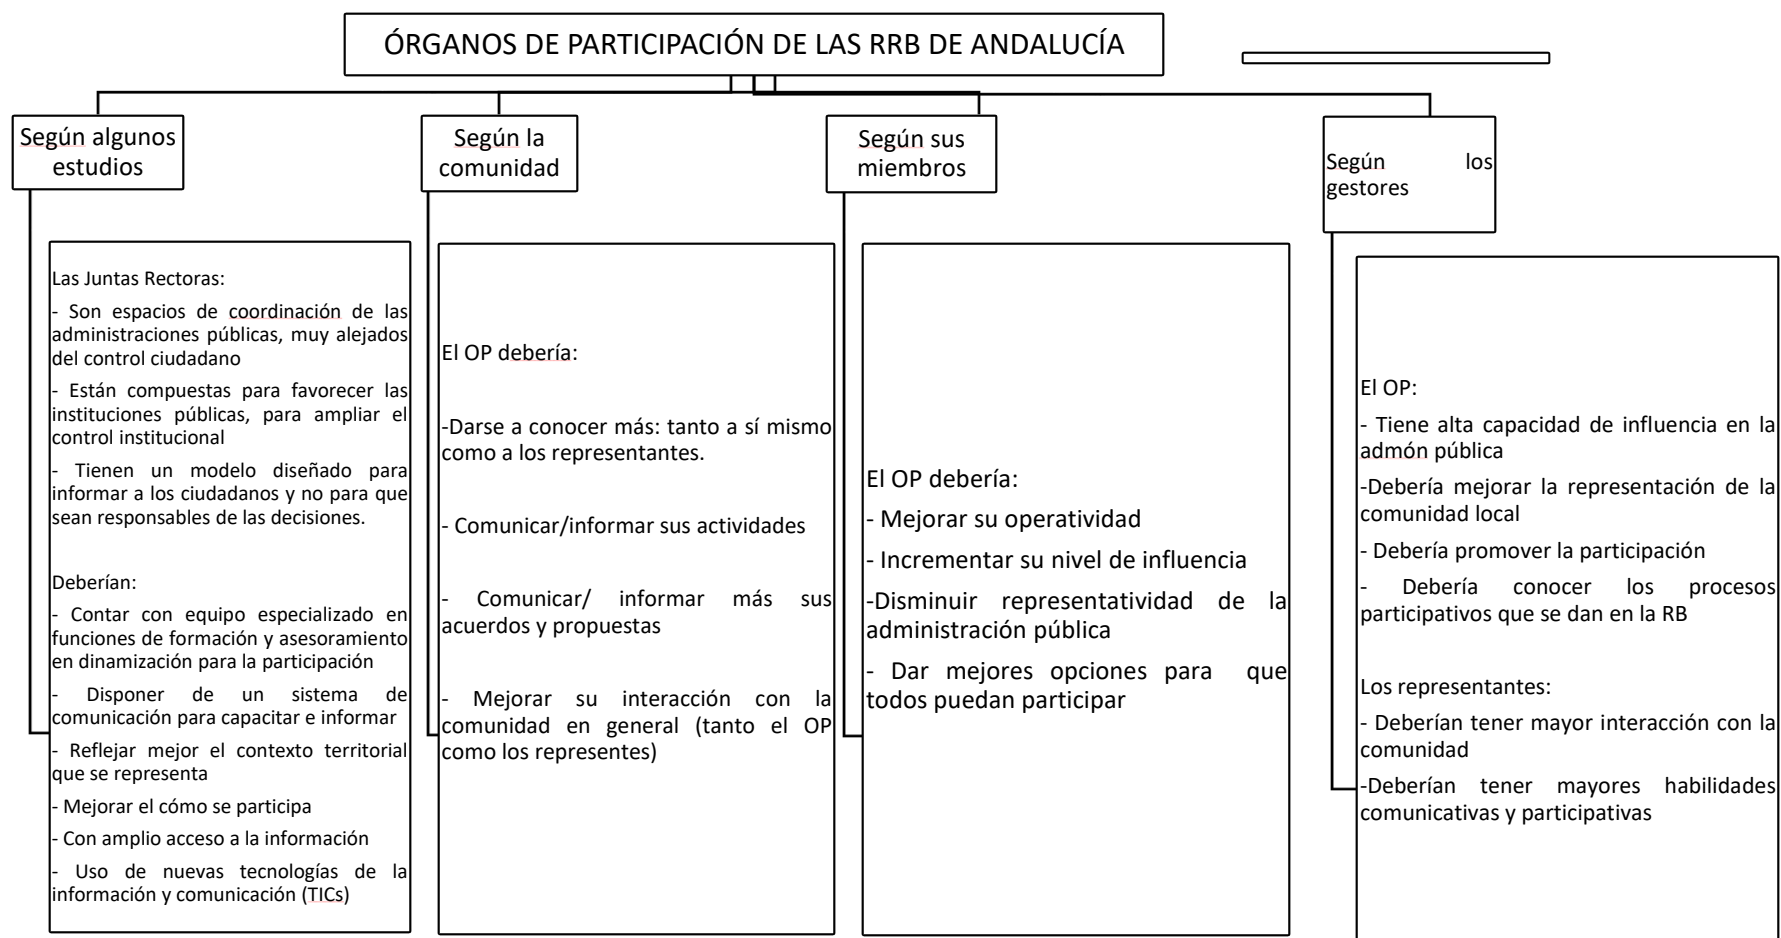 ÓRGANOS DE PARTICIPACIÓN DE LAS RRB DE ANDALUCÍA
Según algunos
estudios
Las Juntas Rectoras:
- Son espacios de coordinación de las
administraciones públicas, muy alejados
del control ciudadano
- Están compuestas para favorecer las
instituciones públicas, para ampliar el
control institucional
- Tienen un modelo diseñado para
informar a los ciudadanos y no para que
sean responsables de las decisiones.
Deberían:
- Contar con equipo especializado en
funciones de formación y asesoramiento
en dinamización para la participación
- Disponer de un sistema de
comunicación para capacitar e informar
- Reflejar mejor el contexto territorial
que se representa
- Mejorar el cómo se participa
- Con amplio acceso a la información
- Uso de nuevas tecnologías de la
información y comunicación (TICs)
Según la
comunidad
El OP debería:
-Darse a conocer más: tanto a sí mismo
como a los representantes.
- Comunicar/informar sus actividades
- Comunicar/ informar más sus
acuerdos y propuestas
- Mejorar su interacción con la
comunidad en general (tanto el OP
como los represe​ntes)
Según sus
miembros
El OP debería:
- Mejorar su operatividad
- Incrementar su nivel de influencia
-Disminuir representatividad de la
administración pública
- Dar mejores opciones para que
todos puedan participar
Según los
gestores
El OP:
- Tiene alta capacidad de influencia en la
admón pública
-Debería mejorar la representación de la
comunidad local
- Debería promover la participación
- Debería conocer los procesos
participativos que se dan en la RB
Los representantes:
- Deberían tener mayor interacción con la
comunidad
-Deberían tener mayores habilidades
comunicativas y participativas